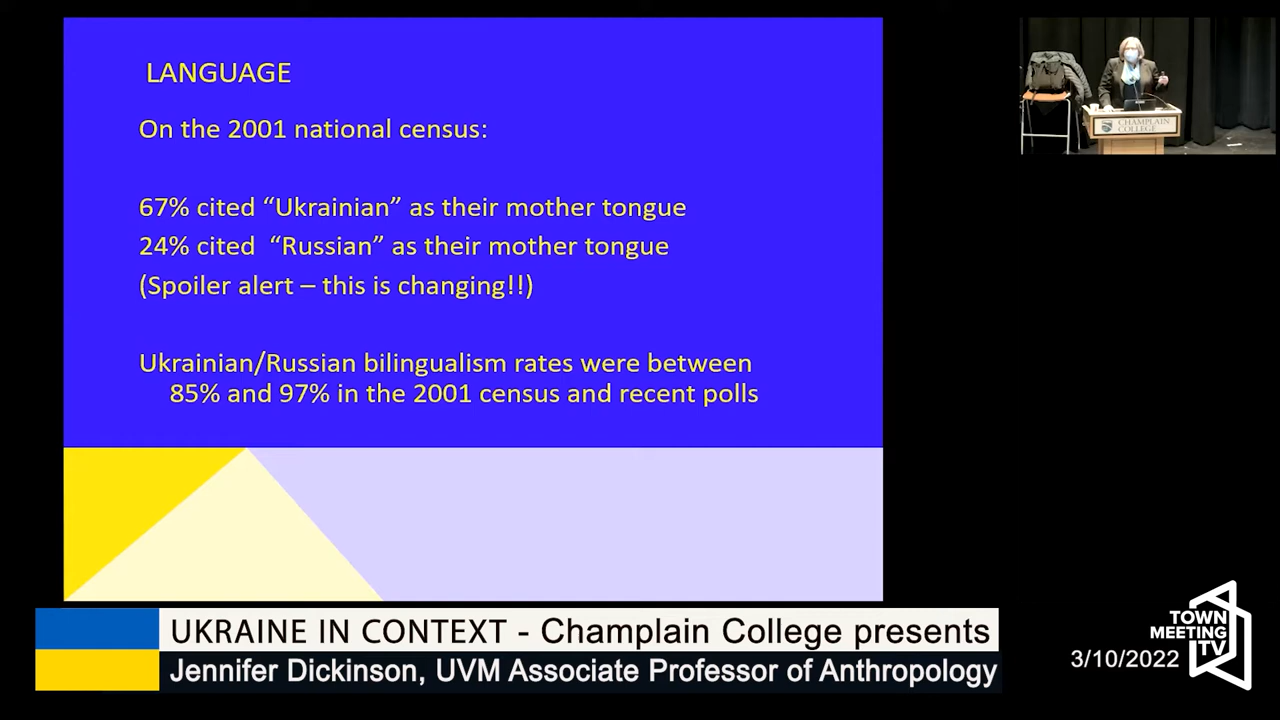 LANGUAGE
On the 2001 national census:
67% cited “Ukrainian” as their mother tongue
24% cited “Russian” as their mother tongue
(Spoiler alert – this is changing!!)
Ukrainian/Russian bilingualism rates were between
85% and 97% in the 2001 census and recent polls
CHAMPLAIN
COLLEGE
UKRAINE IN CONTEXT - Champlain College presents
Jennifer Dickinson, UVM Associate Professor of Anthropology
3/10/2022
TOWN
MEETING
TV